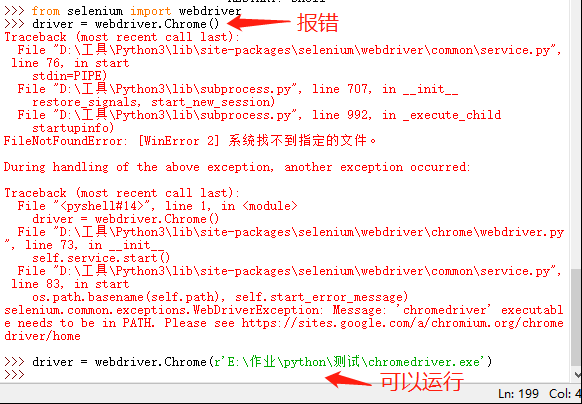 >>> from selenium import webdriver
>>> driver = webdriver.Chrome()
报错
Traceback (most recent call last):
  File "D:\工具\Python3\lib\site-packages\selenium\webdriver\common\service.py",
 line 76, in start
    stdin=PIPE)
  File "D:\工具\Python3\lib\subprocess.py", line 707, in __init__
    restore_signals, start_new_session)
  File "D:\工具\Python3\lib\subprocess.py", line 992, in _execute_child
    startupinfo)
FileNotFoundError: [WinError 2] 系统找不到指定的文件。
During handling of the above exception, another exception occurred:
Traceback (most recent call last):
  File "<pyshell#14>", line 1, in <module>
    driver = webdriver.Chrome()
  File "D:\工具\Python3\lib\site-packages\selenium\webdriver\chrome\webdriver.py
", line 73, in __init__
    self.service.start()
  File "D:\工具\Python3\lib\site-packages\selenium\webdriver\common\service.py",
 line 83, in start
    os.path.basename(self.path), self.start_error_message)
selenium.common.exceptions.WebDriverException: Message: 'chromedriver' executab
le needs to be in PATH. Please see https://sites.google.com/a/chromium.org/chrome
driver/home
>>> driver = webdriver.Chrome(r'E:\作业\python\测试\chromedriver.exe')
>>>
可以运行
Ln: 199 Col: 4